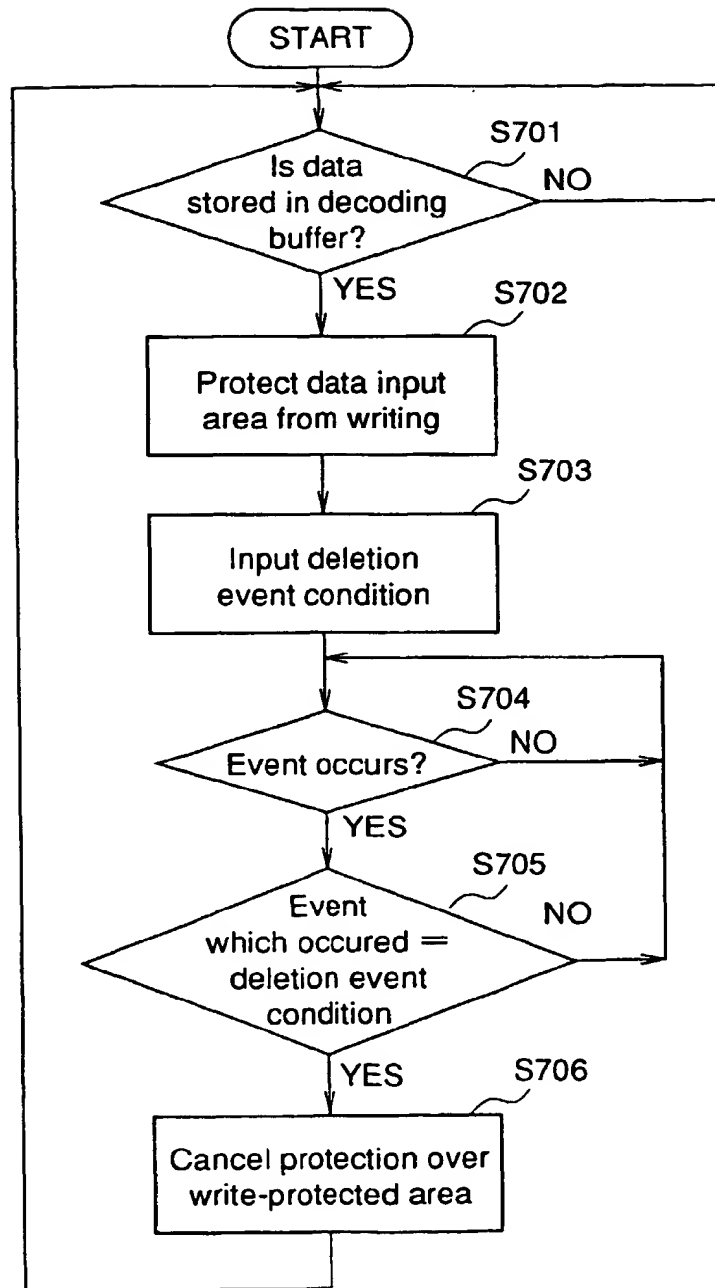 START
S701
Is data
stored in decoding
buffer?
NO
YES
S702
Protect data input
area from writing
S703
Input deletion
event condition
S704
Event occurs?
NO
YES
S705
Event
which occured =
deletion event
condition
NO
YES
S706
Cancel protection over
write-protected area